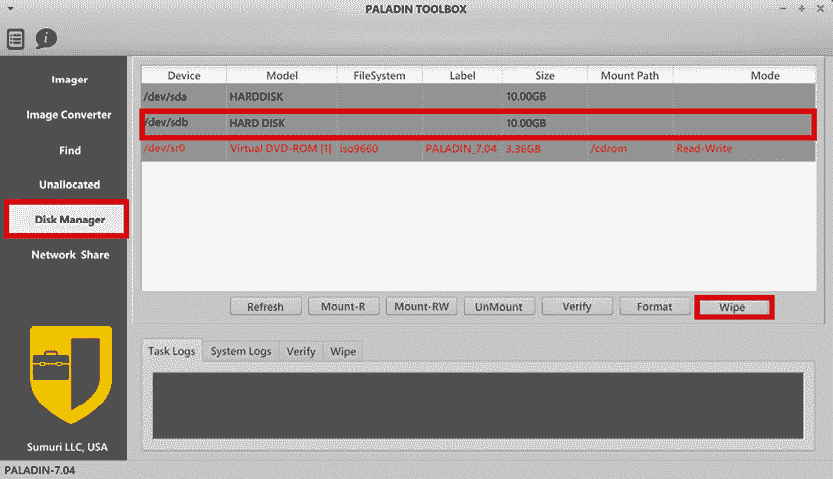 PALADIN TOOLBOX
Imager
Image Converter
Find
Unallocated
Disk Manager
Network Share
Device Model FileSystem Label Size Mount Path Mode
/dev/sda HARDDISK 10.00GB
/dev/sdb HARD DISK 10.00GB
/dev/sr0 Virtual DVD-ROM [1] iso9660 PALADIN_7.04 3.36GB /cdrom Read-Write
Refresh Mount-R Mount-RW UnMount Verify Format Wipe
Task Logs System Logs Verify Wipe
Sumuri LLC, USA
PALADIN-7.04